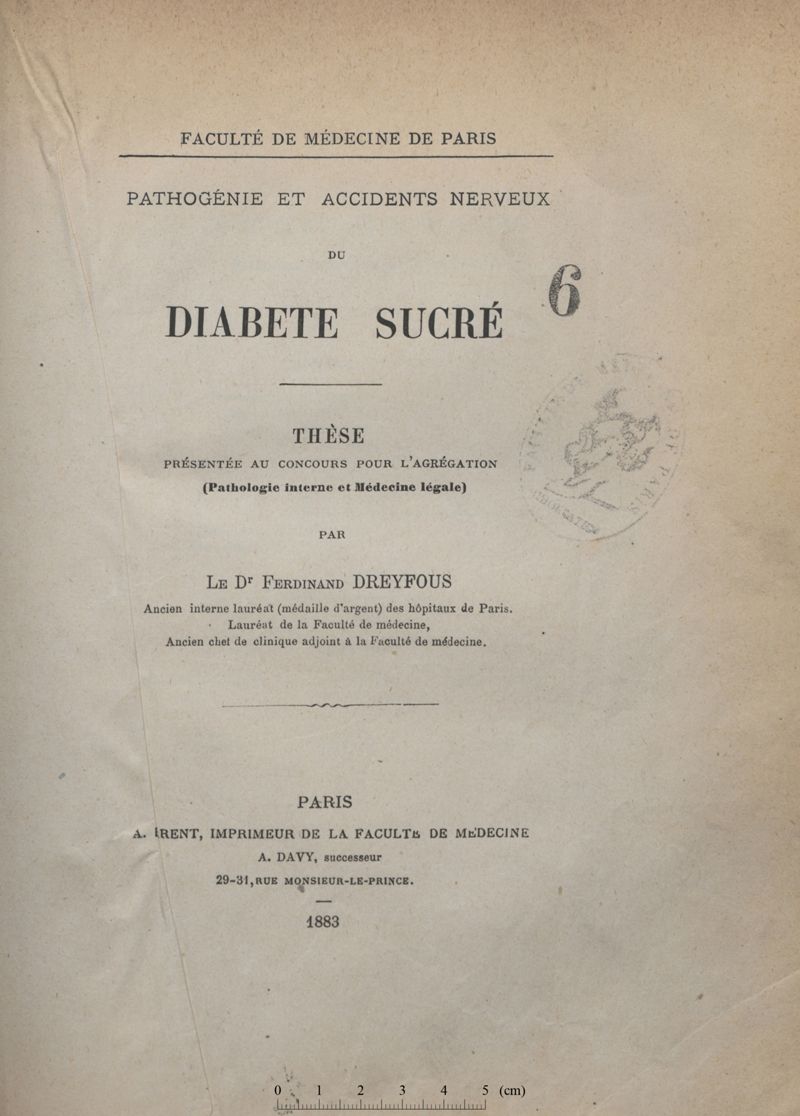 FACULTÉ DE MÉDECINE DE PARIS
PATHOGÉNIE ET ACCIDENTS NERVEUX
DU
DIABETE SUCRÉ
6
THÈSE
PRÉSENTÉE AU CONCOURS POUR L'AGRÉGATION
(Pathologie interne et Médecine légale)
PAR
LE Dr FERDINAND DREYFOUS
Ancien interne lauréat (médaille d'argent) des hôpitaux de Paris.
Lauréat de la Faculté de médecine,
Ancien chef de clinique adjoint à la Faculté de médecine.
PARIS
A. RENT, IMPRIMEUR DE LA FACULTÉ DE MÉDECINE
A. DAVY, successeur
29-31, RUE MONSIEUR-LE-PRINCE.
1883
0 1 2 3 4 5 (cm)